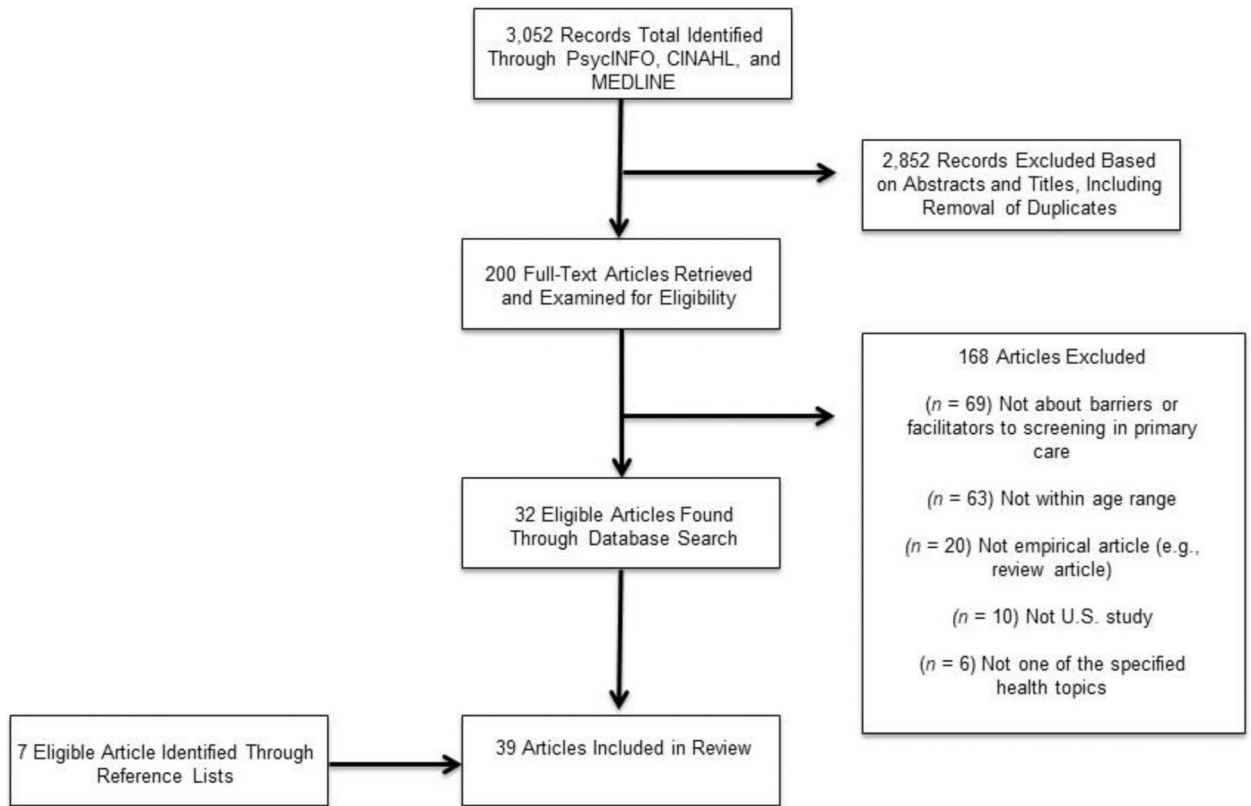 3,052 Records Total Identified
Through PsycINFO, CINAHL, and
MEDLINE
2,852 Records Excluded Based
on Abstracts and Titles, Including
Removal of Duplicates
200 Full-Text Articles Retrieved
and Examined for Eligibility
168 Articles Excluded
(n = 69) Not about barriers or
facilitators to screening in primary
care
(n = 63) Not within age range
(n = 20) Not empirical article (e.g.,
review article)
(n = 10) Not U.S. study
(n = 6) Not one of the specified
health topics
32 Eligible Articles Found
Through Database Search
7 Eligible Article Identified Through
Reference Lists
39 Articles Included in Review